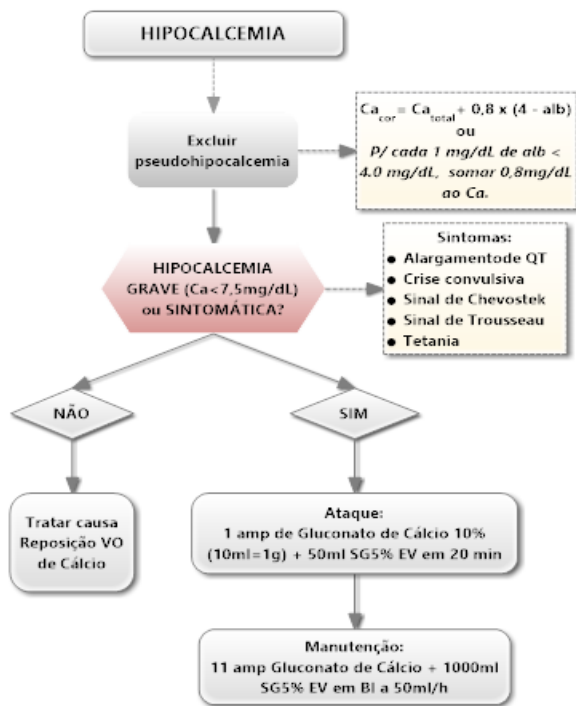 HIPOCALCEMIA
Excluir
pseudohipocalcemia
Ca_cor = Ca_total + 0,8 x (4 - alb)
ou
P/ cada 1 mg/dL de alb <
4.0 mg/dL, somar 0,8mg/dL
ao Ca.
HIPOCALCEMIA
GRAVE (Ca<7,5mg/dL)
ou SINTOMÁTICA?
Sintomas:
● Alargamentode QT
● Crise convulsiva
● Sinal de Chevostek
● Sinal de Trousseau
● Tetania
NÃO
SIM
Tratar causa
Reposição VO
de Cálcio
Ataque:
1 amp de Gluconato de Cálcio 10%
(10ml=1g) + 50ml SG5% EV em 20 min
Manutenção:
11 amp Gluconato de Cálcio + 1000ml
SG5% EV em BI a 50ml/h